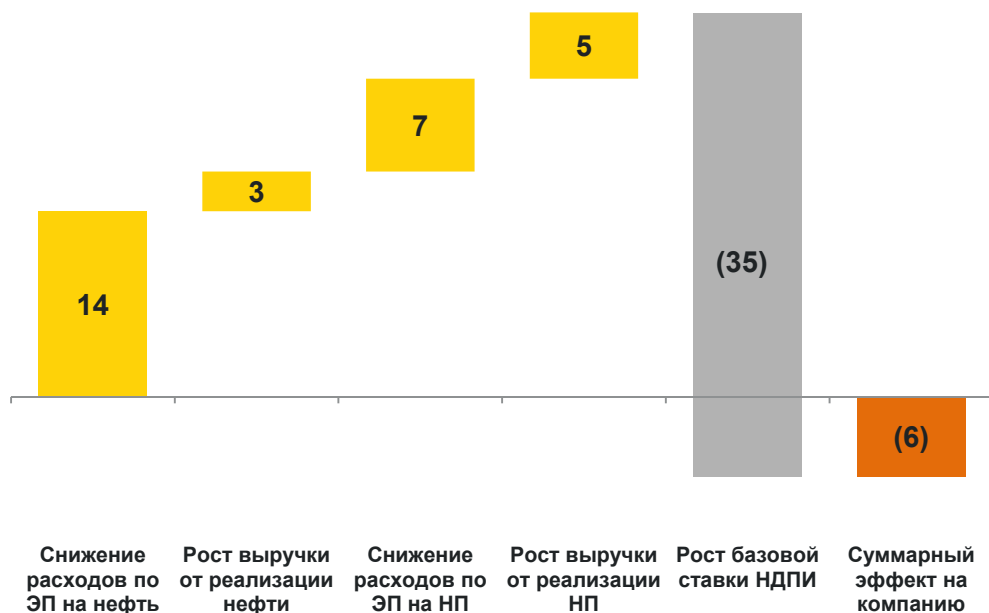 5
7
3
(35)
14
(6)
Снижение
расходов по
ЭП на нефть
Рост выручки
от реализации
нефти
Снижение
расходов по
ЭП на НП
Рост выручки
от реализации
НП
Рост базовой
ставки НДПИ
Суммарный
эффект на
компанию